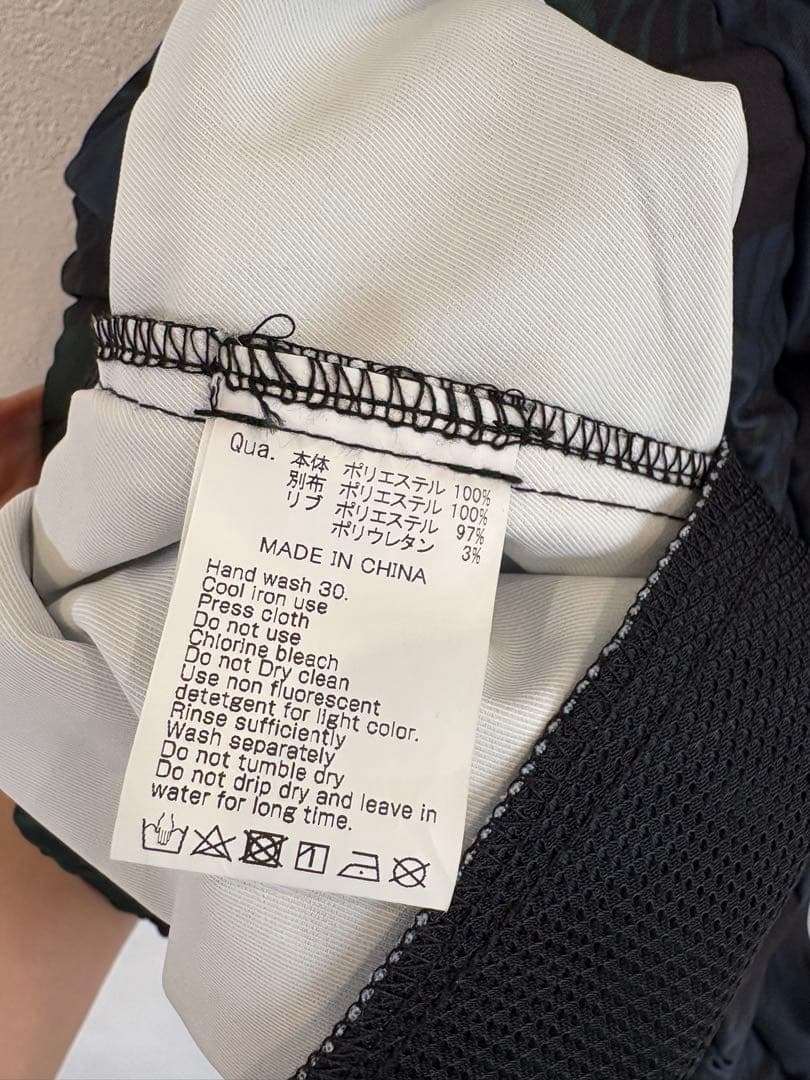 Qua. 本体 ポリエステル 100%
別布 ポリエステル 100%
リブ ポリエステル 97%
ポリウレタン 3%
MADE IN CHINA
Hand wash 30.
Cool iron use
Press cloth
Do not use
Chlorine bleach
Do not Dry clean
Use non fluorescent
detetgent for light color.
Rinse sufficiently
Wash separately
Do not tumble dry
Do not drip dry and leave in
water for long time.